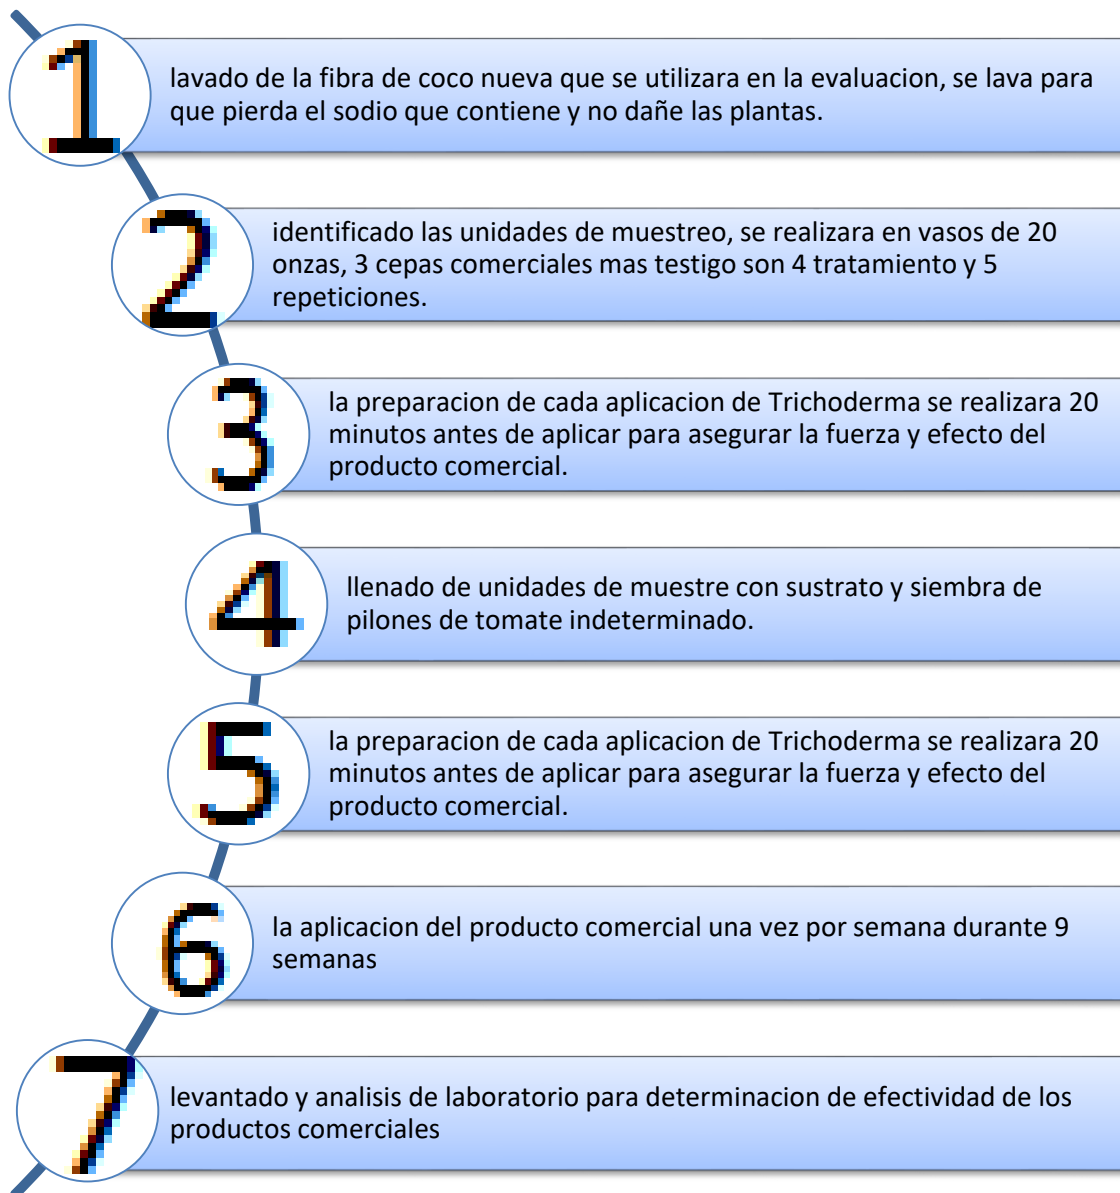 1
lavado de la fibra de coco nueva que se utilizara en la evaluacion, se lava para
que pierda el sodio que contiene y no dañe las plantas.
2
identificado las unidades de muestreo, se realizara en vasos de 20
onzas, 3 cepas comerciales mas testigo son 4 tratamiento y 5
repeticiones.
3
la preparacion de cada aplicacion de Trichoderma se realizara 20
minutos antes de aplicar para asegurar la fuerza y efecto del
producto comercial.
4
llenado de unidades de muestre con sustrato y siembra de
pilones de tomate indeterminado.
5
la preparacion de cada aplicacion de Trichoderma se realizara 20
minutos antes de aplicar para asegurar la fuerza y efecto del
producto comercial.
6
la aplicacion del producto comercial una vez por semana durante 9
semanas
7
levantado y analisis de laboratorio para determinacion de efectividad de los
productos comerciales